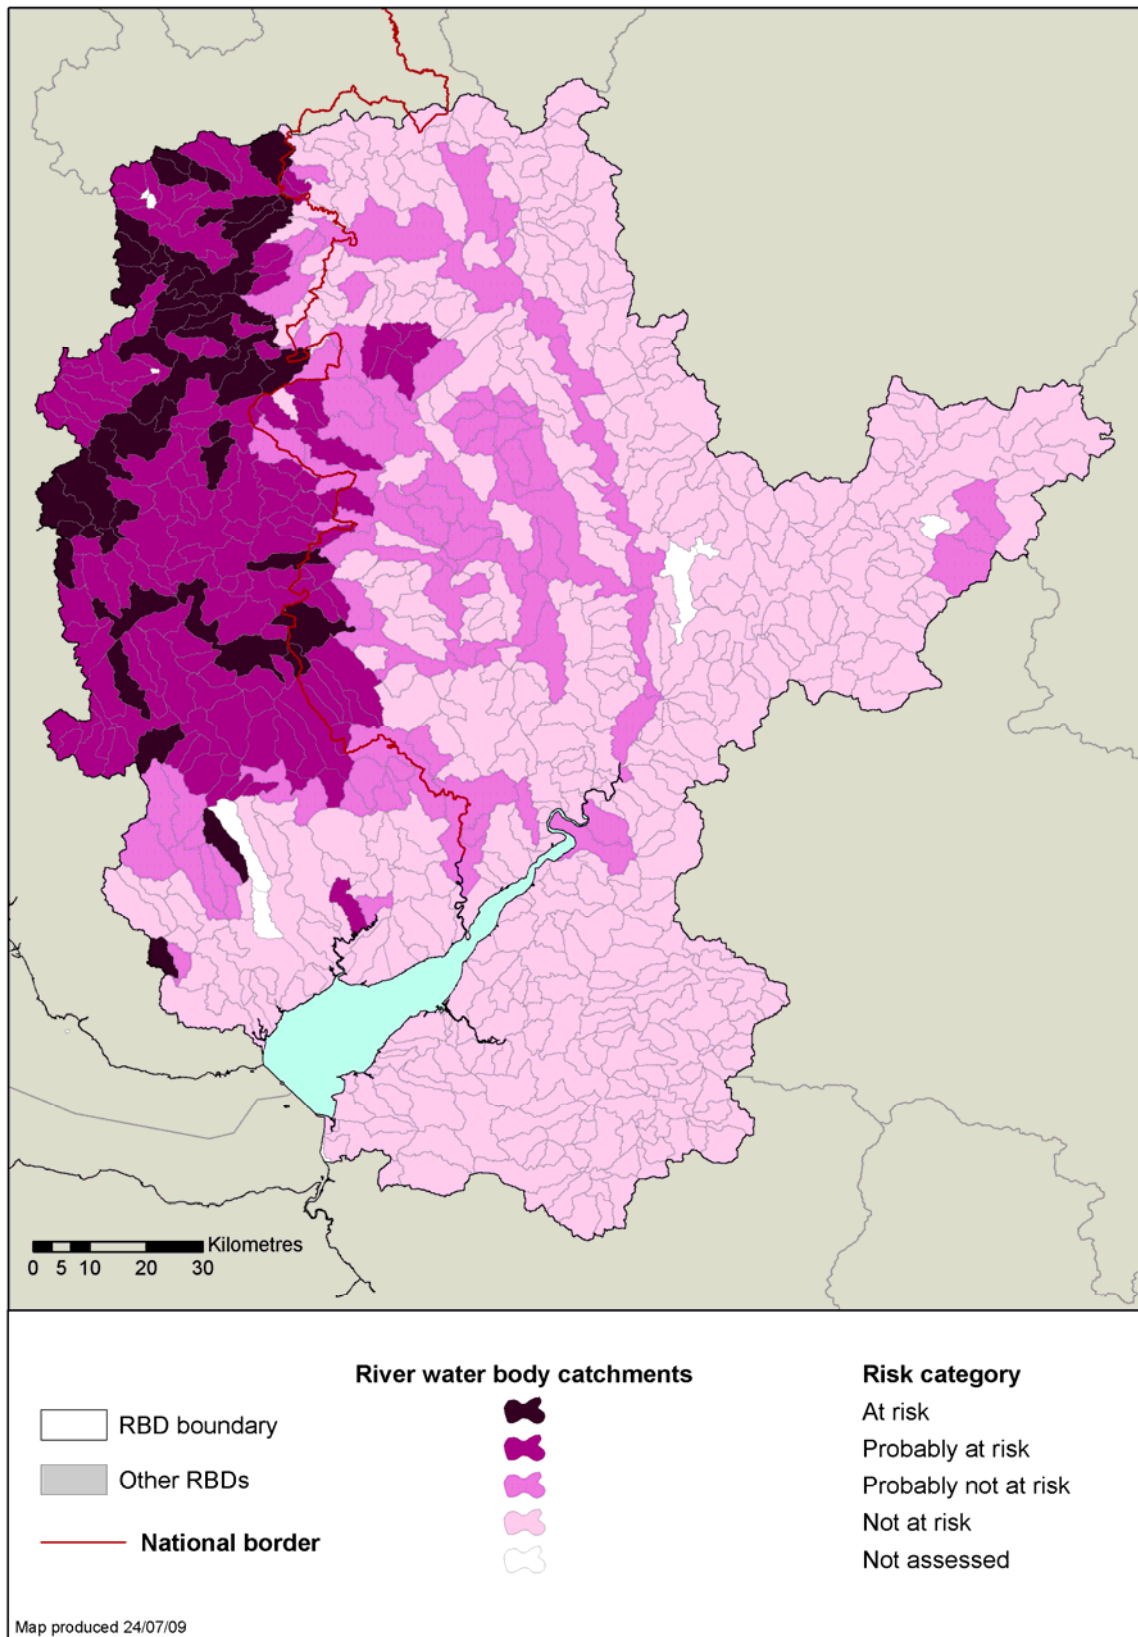 Kilometres
0 5 10 20 30
River water body catchments
Risk category
RBD boundary
Other RBDs
National border
At risk
Probably at risk
Probably not at risk
Not at risk
Not assessed
Map produced 24/07/09